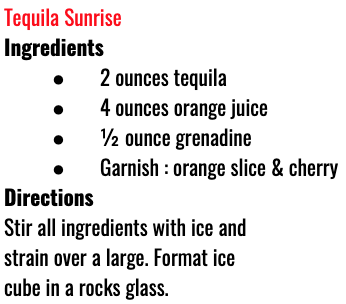 Tequila Sunrise
Ingredients
● 2 ounces tequila
● 4 ounces orange juice
● ½ ounce grenadine
● Garnish : orange slice & cherry
Directions
Stir all ingredients with ice and
strain over a large. Format ice
cube in a rocks glass.